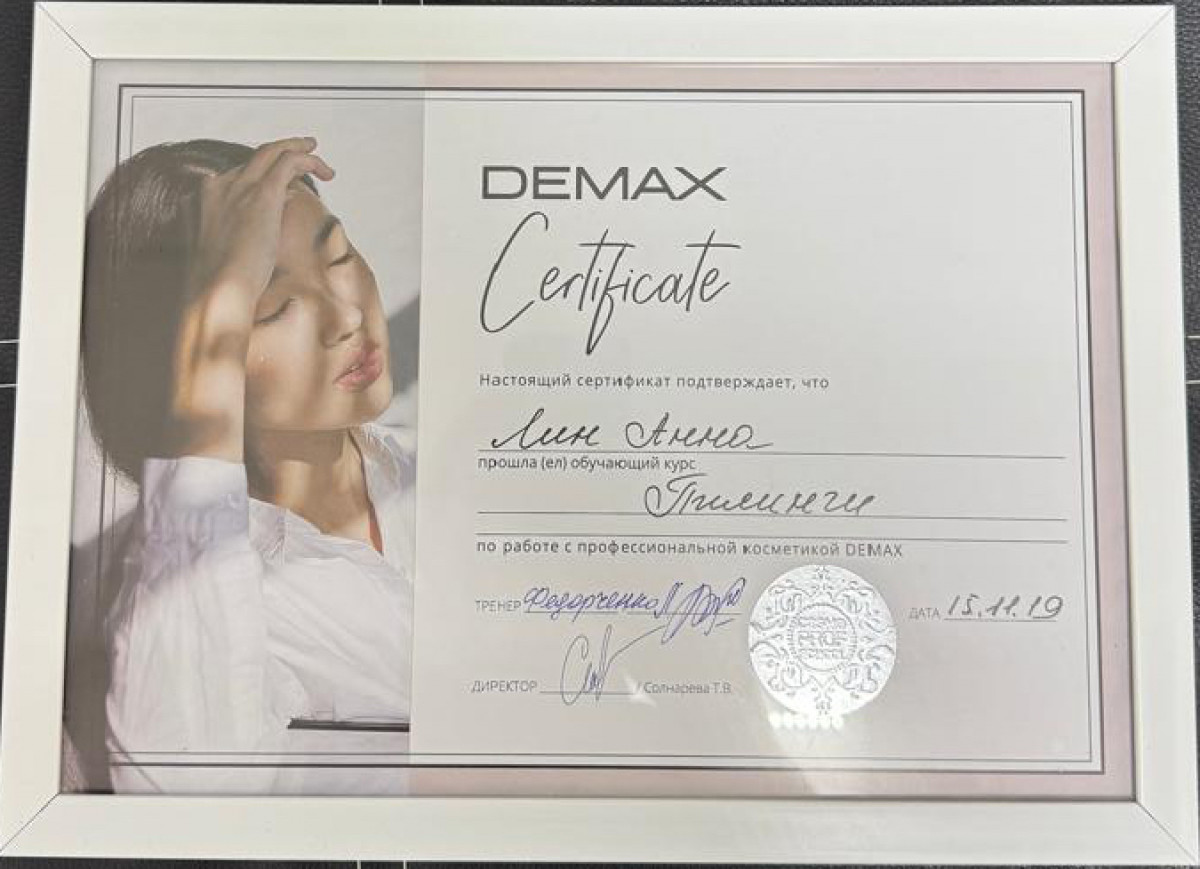 DEMAX
Certificate
Настоящий сертификат подтверждает, что
Лин Анна
прошла (ел) обучающий курс
Пилинги
по работе с профессиональной косметикой DEMAX
ТРЕНЕР Федорченко
ДАТА 15.11.19
PROF
ДИРЕКТОР / Солнарева Т.В.